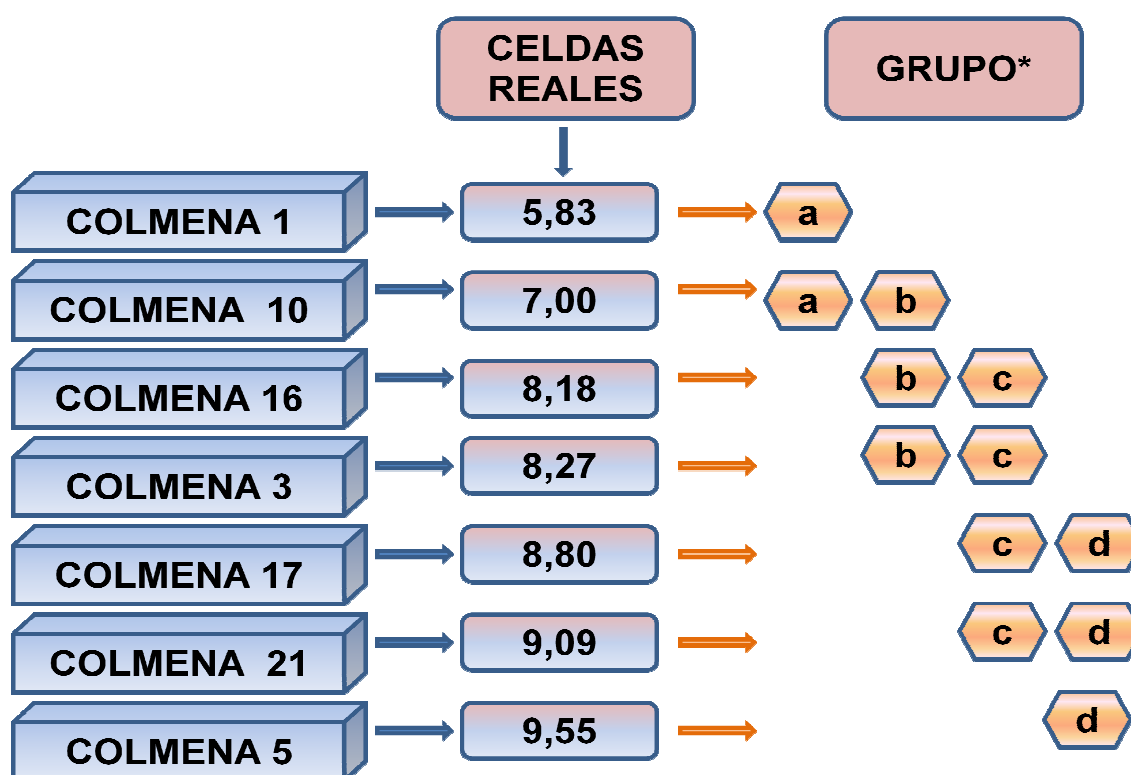 CELDAS
REALES
GRUPO*
COLMENA 1 5,83 a
COLMENA 10 7,00 a b
COLMENA 16 8,18 b c
COLMENA 3 8,27 b c
COLMENA 17 8,80 c d
COLMENA 21 9,09 c d
COLMENA 5 9,55 d